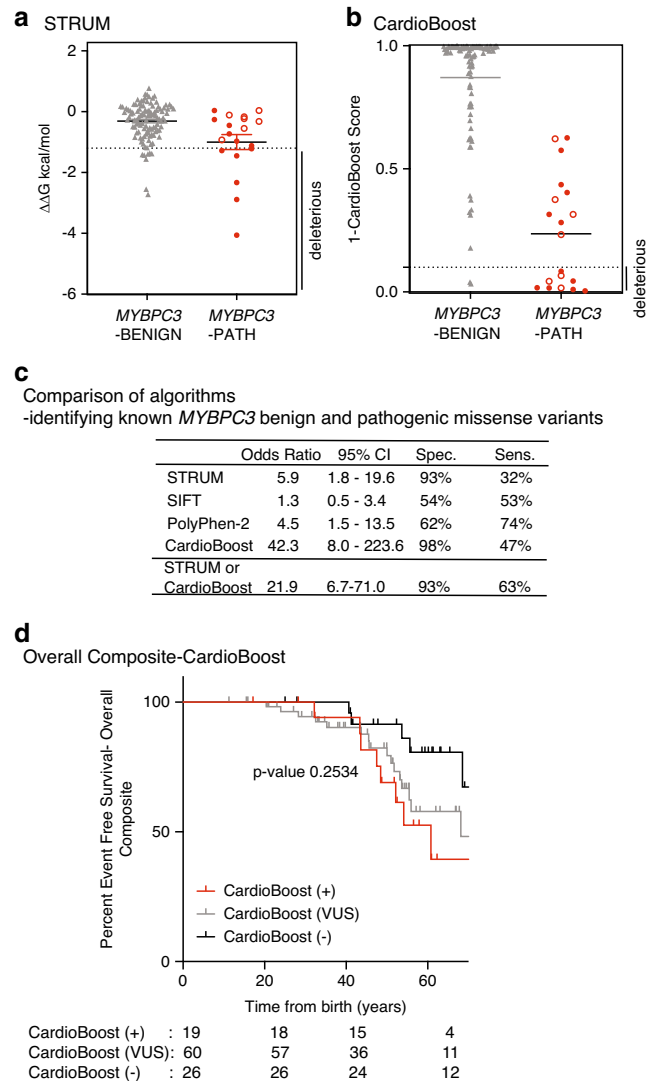 a STRUM
2
0
-2
-4
-6
ΔΔG kcal/mol
deleterious
MYBPC3
-BENIGN
MYBPC3
-PATH
b CardioBoost
1.0
0.5
0.0
1-CardioBoost Score
deleterious
MYBPC3
-BENIGN
MYBPC3
-PATH
c
Comparison of algorithms
-identifying known MYBPC3 benign and pathogenic missense variants
Odds Ratio 95% CI Spec. Sens.
STRUM 5.9 1.8 - 19.6 93% 32%
SIFT 1.3 0.5 - 3.4 54% 53%
PolyPhen-2 4.5 1.5 - 13.5 62% 74%
CardioBoost 42.3 8.0 - 223.6 98% 47%
STRUM or
CardioBoost 21.9 6.7-71.0 93% 63%
d
Overall Composite-CardioBoost
Percent Event Free Survival- Overall
Composite
100
50
0
p-value 0.2534
CardioBoost (+)
CardioBoost (VUS)
CardioBoost (-)
0 20 40 60
Time from birth (years)
CardioBoost (+) : 19 18 15 4
CardioBoost (VUS): 60 57 36 11
CardioBoost (-) : 26 26 24 12